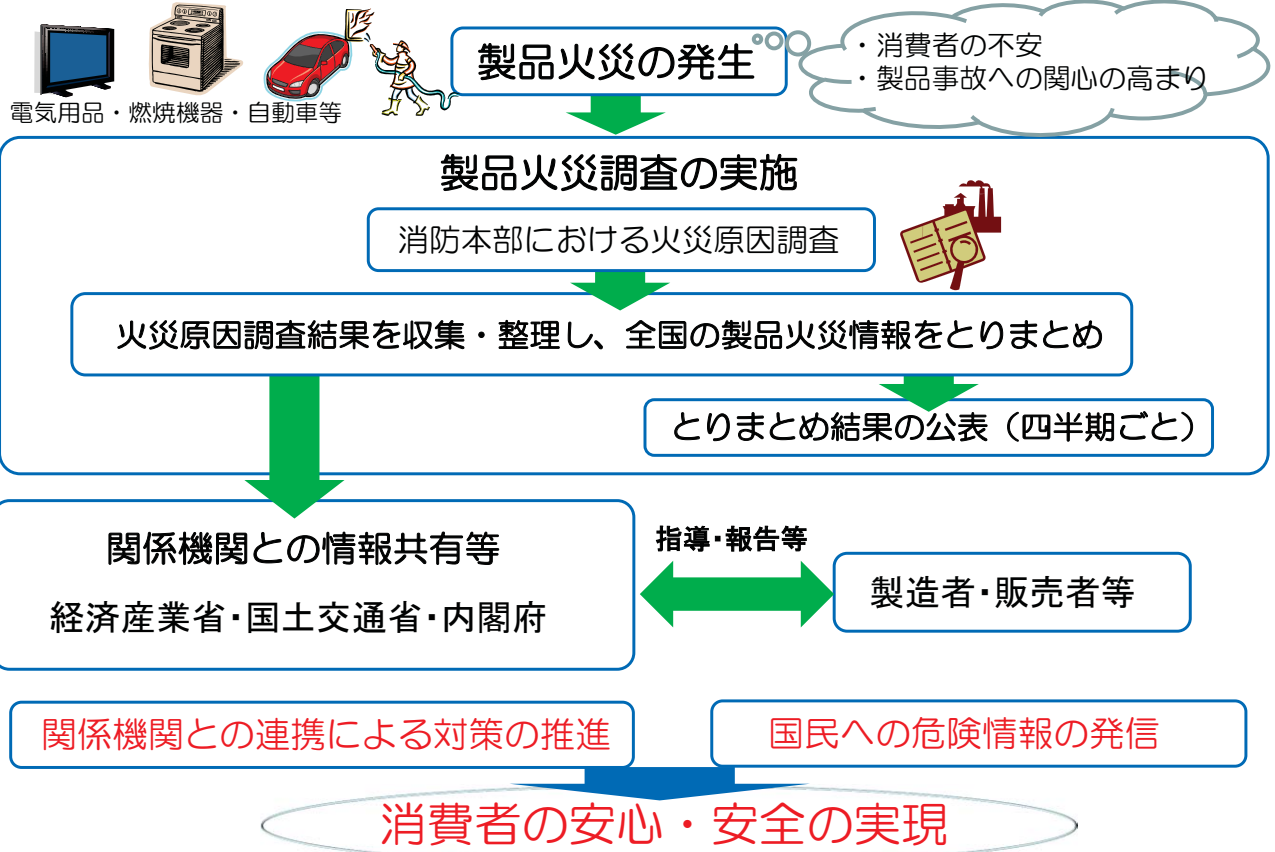 製品火災の発生
・消費者の不安
・製品事故への関心の高まり
電気用品・燃焼機器・自動車等
製品火災調査の実施
消防本部における火災原因調査
火災原因調査結果を収集・整理し、全国の製品火災情報をとりまとめ
とりまとめ結果の公表（四半期ごと）
関係機関との情報共有等
経済産業省・国土交通省・内閣府
指導・報告等
製造者・販売者等
関係機関との連携による対策の推進
国民への危険情報の発信
消費者の安心・安全の実現